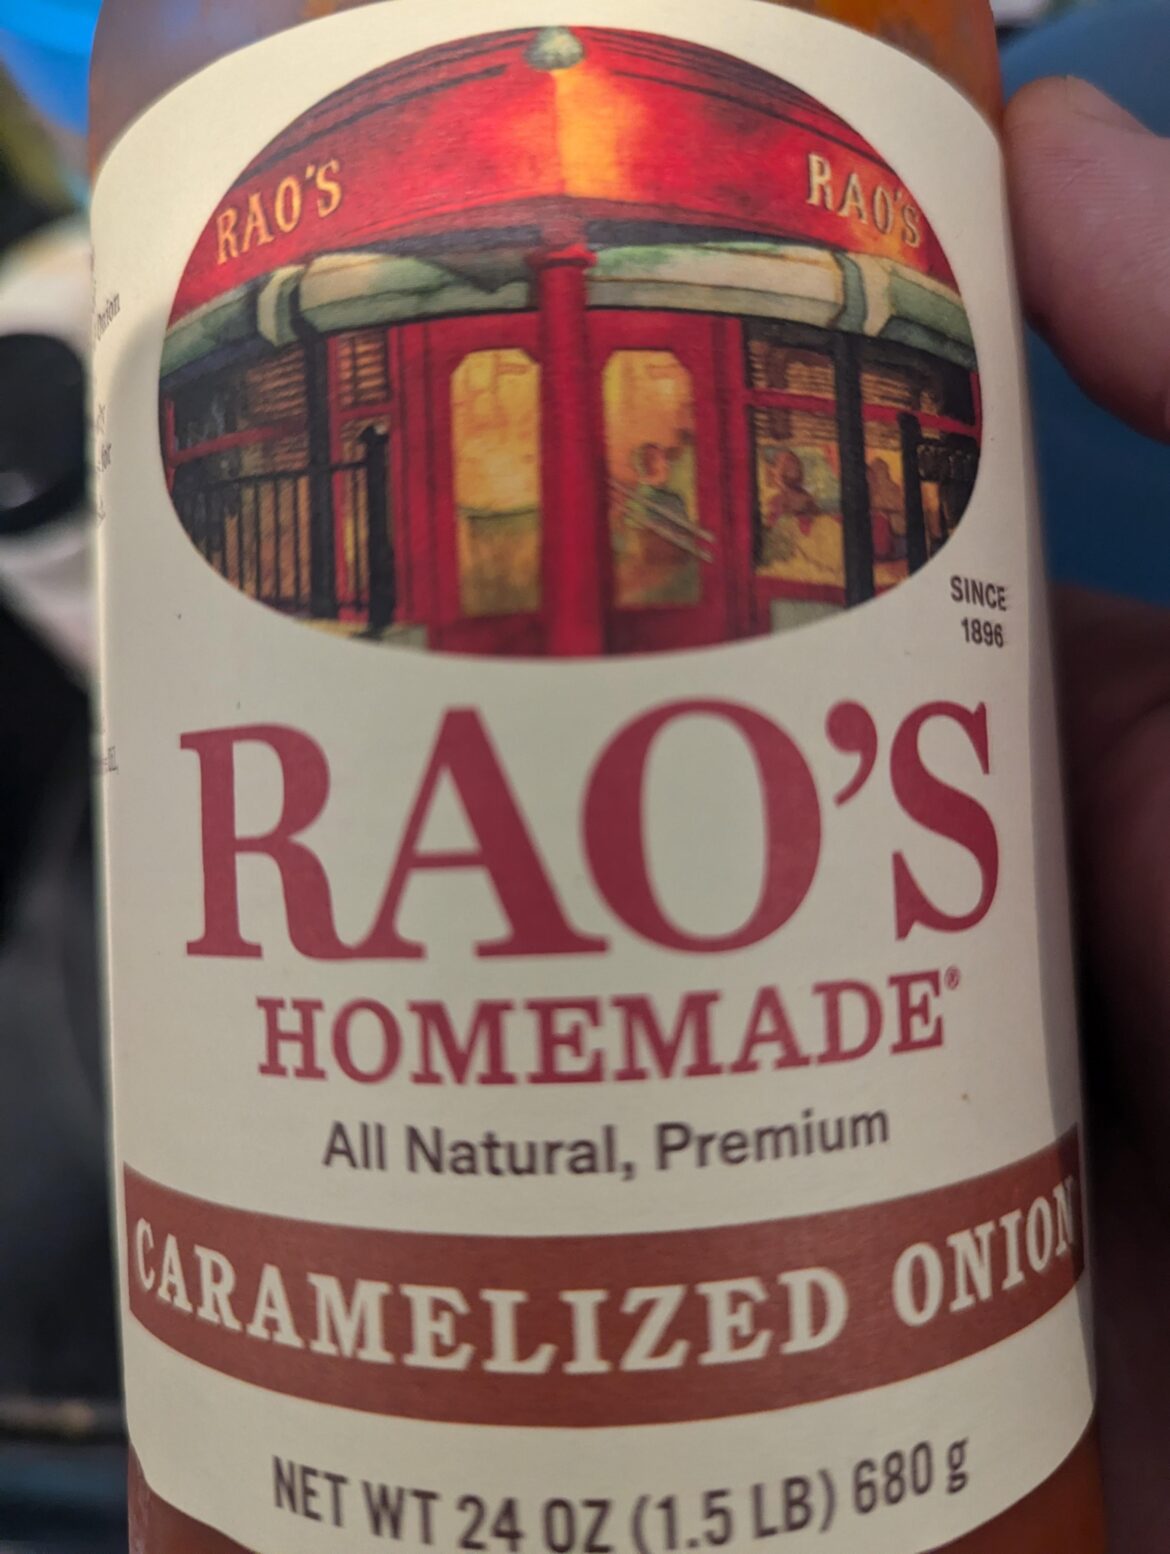 RAO'S
RAO'S
Onion
SINCE
1896
RAO'S
HOMEMADE®
All Natural, Premium
CARAMELIZED ONION
NET WT 24 OZ (1.5 LB) 680 g